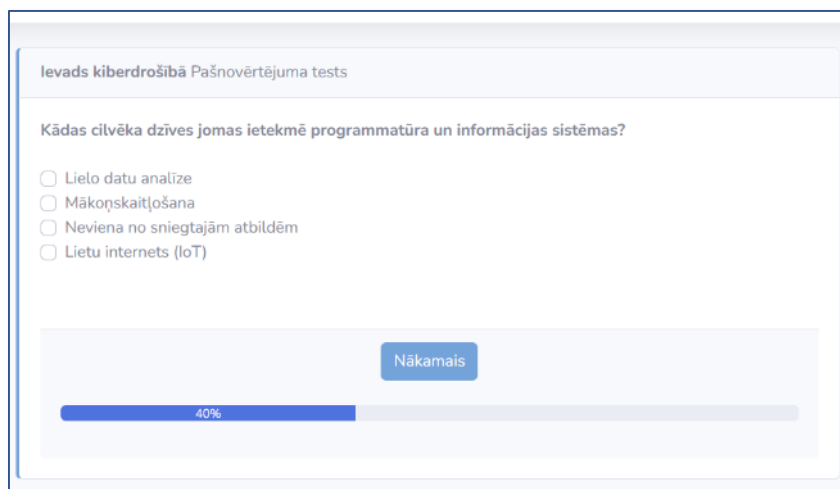 Ievads kiberdrošībā Pašnovērtējuma tests
Kādas cilvēka dzīves jomas ietekmē programmatūra un informācijas sistēmas?
Lielo datu analīze
Mākoņskaitļošana
Neviena no sniegtajām atbildēm
Lietu internets (IoT)
Nākamais
40%